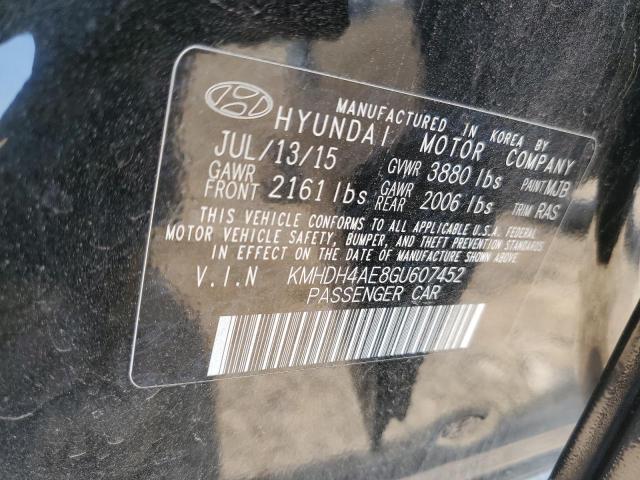 MANUFACTURED IN KOREA BY
HYUNDAI MOTOR COMPANY
JUL/13/15 GVWR 3880 lbs PAINT MJB
GAWR FRONT 2161 lbs GAWR REAR 2006 lbs TRIM RAS
THIS VEHICLE CONFORMS TO ALL APPLICABLE U.S.A. FEDERAL
MOTOR VEHICLE SAFETY, BUMPER, AND THEFT PREVENTION STANDARDS
IN EFFECT ON THE DATE OF MANUFACTURE SHOWN ABOVE.
V.I.N KMHDH4AE8GU607452
PASSENGER CAR